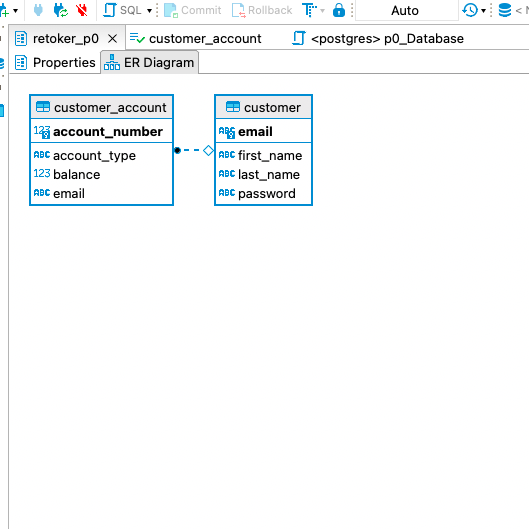 SQL Commit Rollback Auto < N
retoker_p0 customer_account <postgres> p0_Database
Properties ER Diagram
customer_account customer
123 account_number ABC email
ABC account_type ABC first_name
123 balance ABC last_name
ABC email ABC password